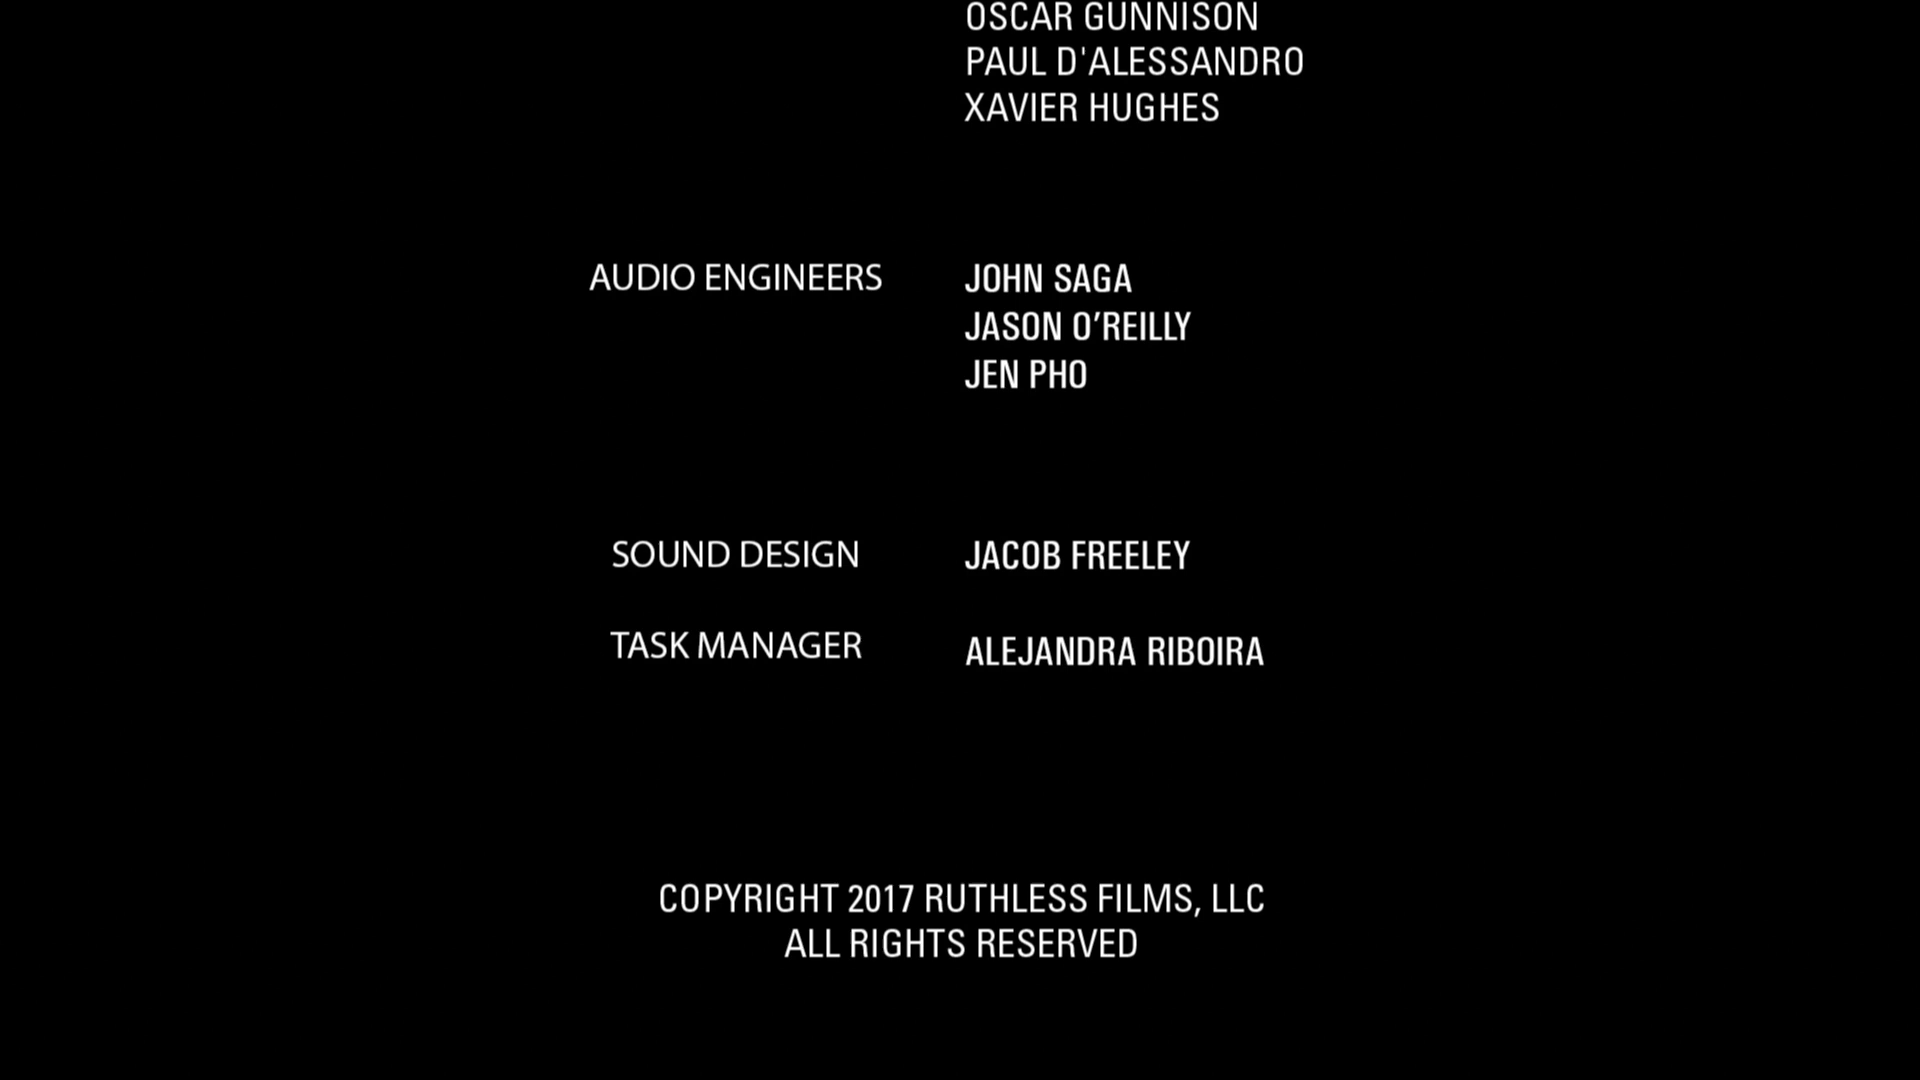 OSCAR GUNNISON
PAUL D'ALESSANDRO
XAVIER HUGHES
AUDIO ENGINEERS JOHN SAGA
JASON O’REILLY
JEN PHO
SOUND DESIGN JACOB FREELEY
TASK MANAGER ALEJANDRA RIBOIRA
COPYRIGHT 2017 RUTHLESS FILMS, LLC
ALL RIGHTS RESERVED